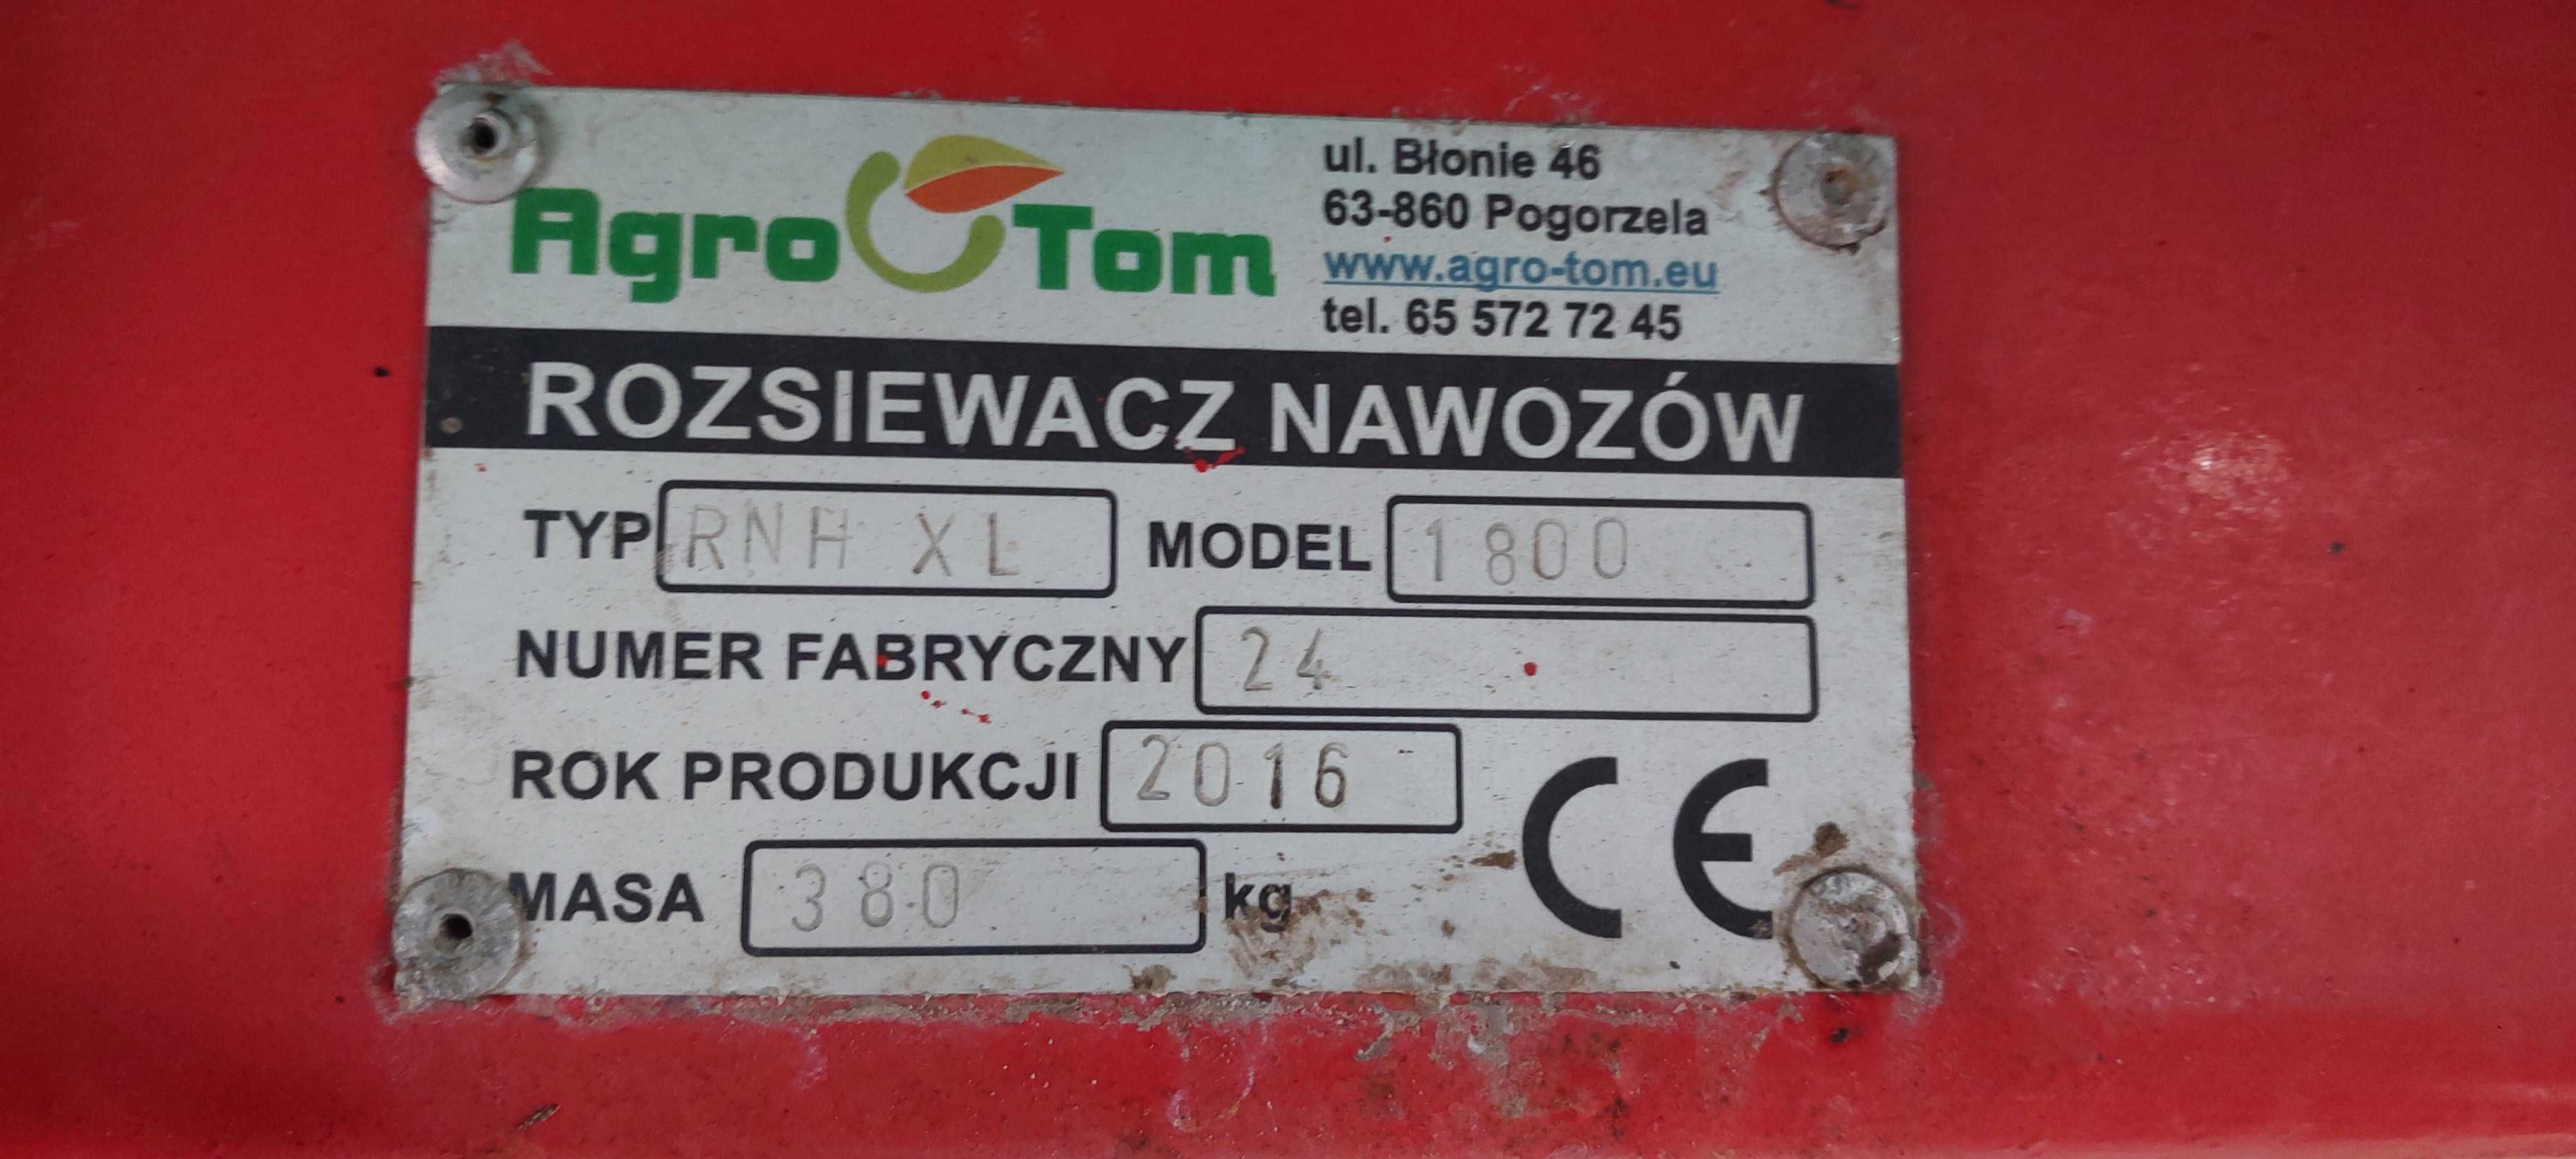 Agro Tom
ul. Błonie 46
63-860 Pogorzela
www.agro-tom.eu
tel. 65 572 72 45
ROZSIEWACZ NAWOZÓW
TYP RNH XL MODEL 1800
NUMER FABRYCZNY 24
ROK PRODUKCJI 2016
MASA 380 kg
CE